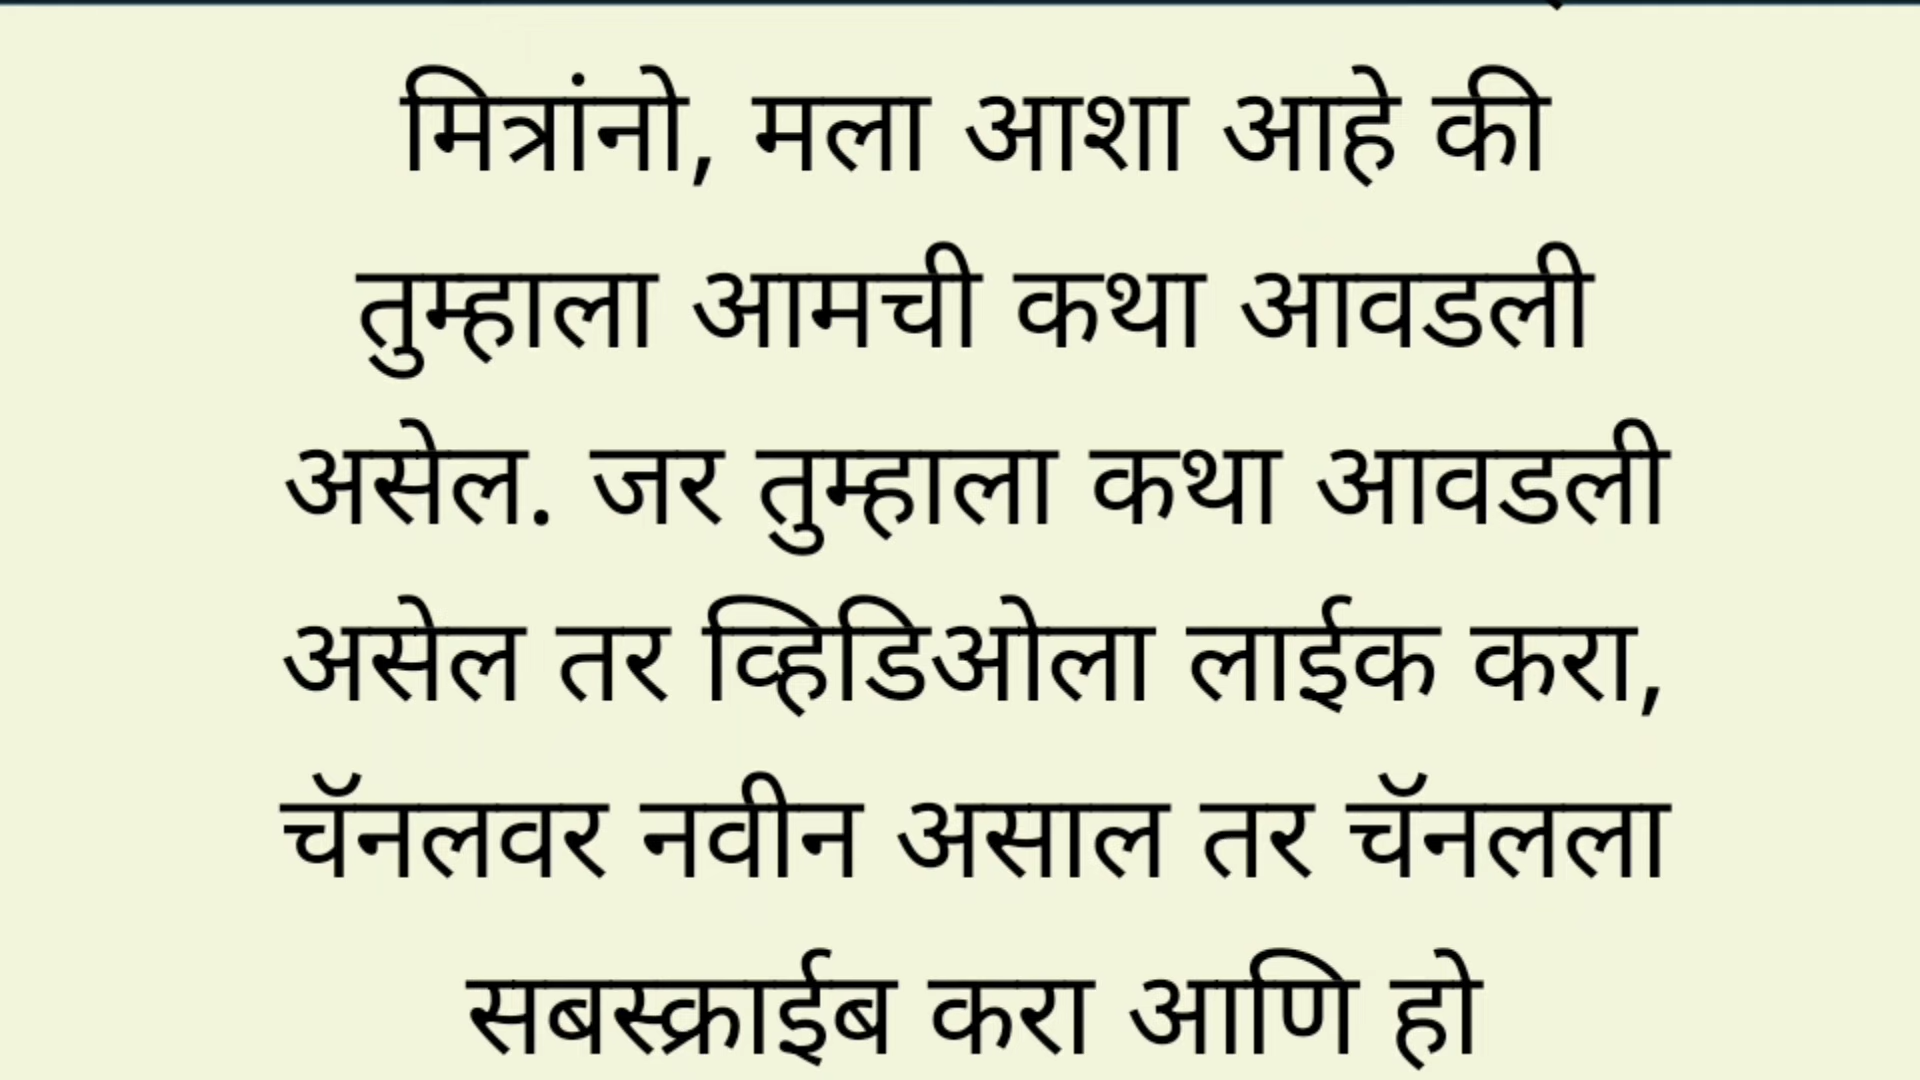 मित्रांनो, मला आशा आहे की
तुम्हाला आमची कथा आवडली
असेल. जर तुम्हाला कथा आवडली
असेल तर व्हिडिओला लाईक करा,
चॅनलवर नवीन असाल तर चॅनलला
सबस्क्राईब करा आणि हो